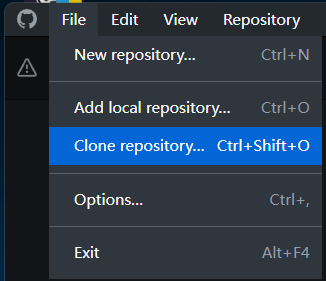 File Edit View Repository
New repository... Ctrl+N
Add local repository... Ctrl+O
Clone repository... Ctrl+Shift+O
Options... Ctrl+,
Exit Alt+F4